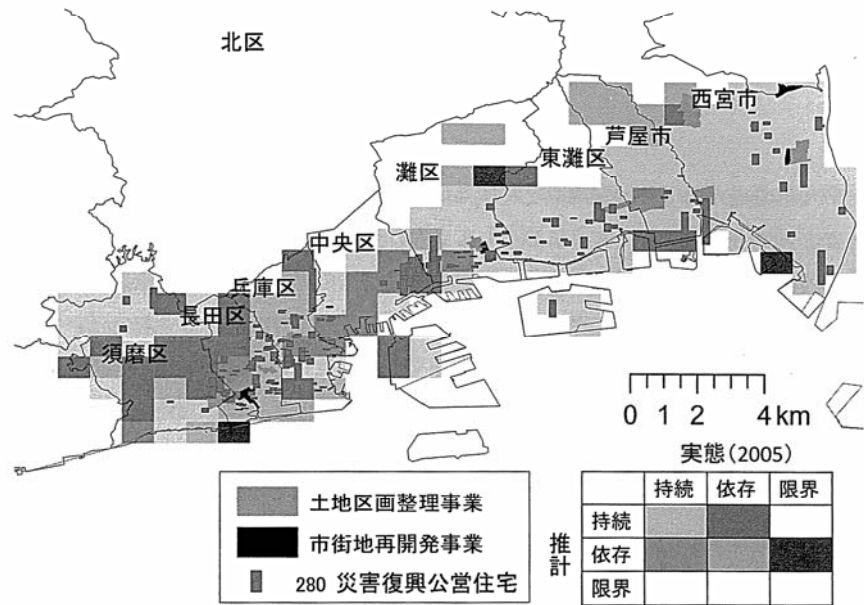 北区
西宮市
芦屋市
東灘区
灘区
中央区
兵庫区
長田区
須磨区
0 1 2 4 km
実態(2005)
持続 依存 限界
推計
持続
依存
限界
土地区画整理事業
市街地再開発事業
280 災害復興公営住宅